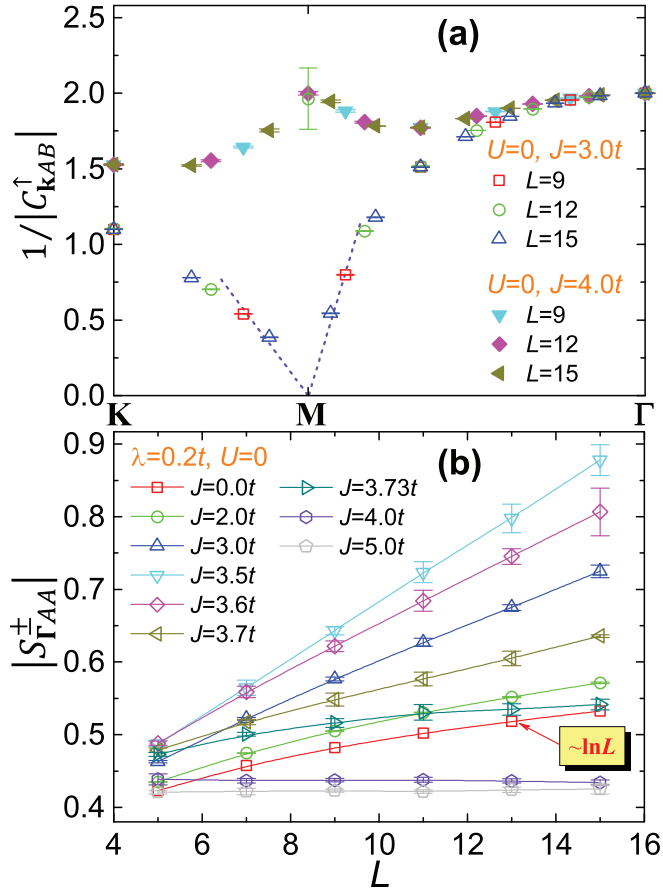 (a)
1/|C↑kAB|
2.5
2.0
1.5
1.0
0.5
0.0
U=0, J=3.0t
L=9
L=12
L=15
U=0, J=4.0t
L=9
L=12
L=15
K
M
Γ
(b)
|S±ΓAA|
0.9
0.8
0.7
0.6
0.5
0.4
λ=0.2t, U=0
J=0.0t
J=2.0t
J=3.0t
J=3.5t
J=3.6t
J=3.7t
J=3.73t
J=4.0t
J=5.0t
~lnL
4 6 8 10 12 14 16
L